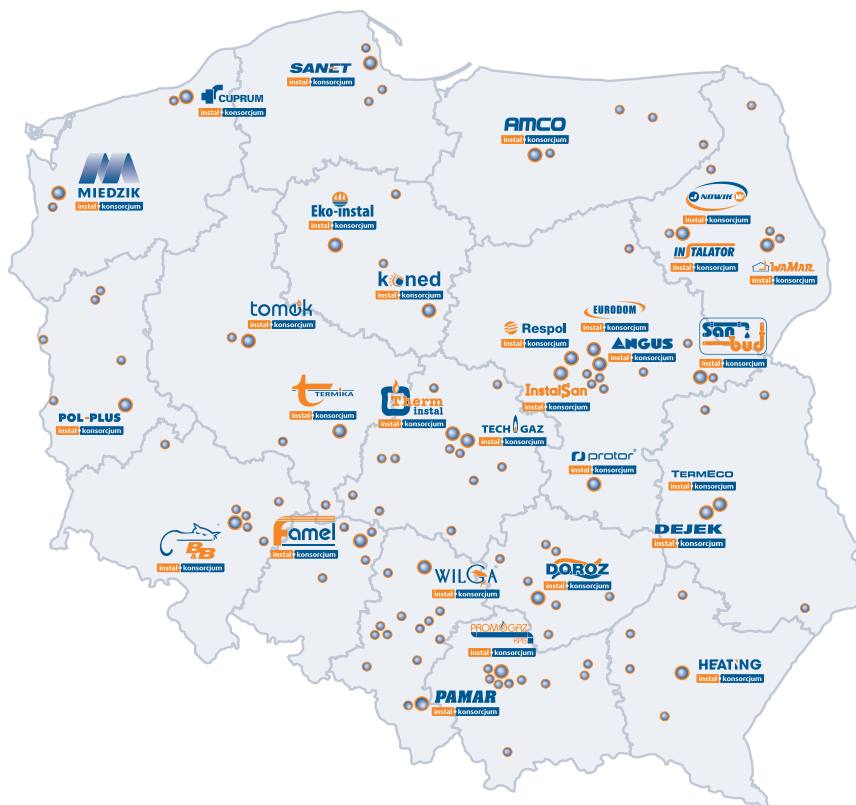 SANET
instal konsorcjum
CUPRUM
instal konsorcjum
AMCO
instal konsorcjum
MIEDZIK
instal konsorcjum
J NOWIK W
instal konsorcjum
Eko-instal
instal konsorcjum
INSTALATOR
instal konsorcjum
WAMAR
instal konsorcjum
koned
instal konsorcjum
tomek
instal konsorcjum
EURODOM
instal konsorcjum
Respol
instal konsorcjum
ANGUS
instal konsorcjum
San bud
instal konsorcjum
TERMIKA
instal konsorcjum
Therm
instal
instal konsorcjum
InstalSan
instal konsorcjum
POL-PLUS
instal konsorcjum
TECH GAZ
instal konsorcjum
protor
instal konsorcjum
TERMECO
instal konsorcjum
DEJEK
instal konsorcjum
B&B
instal konsorcjum
Famel
instal konsorcjum
WILGA
instal konsorcjum
DOROZ
instal konsorcjum
PROMOGAZ
KPIS
instal konsorcjum
HEATING
instal konsorcjum
PAMAR
instal konsorcjum